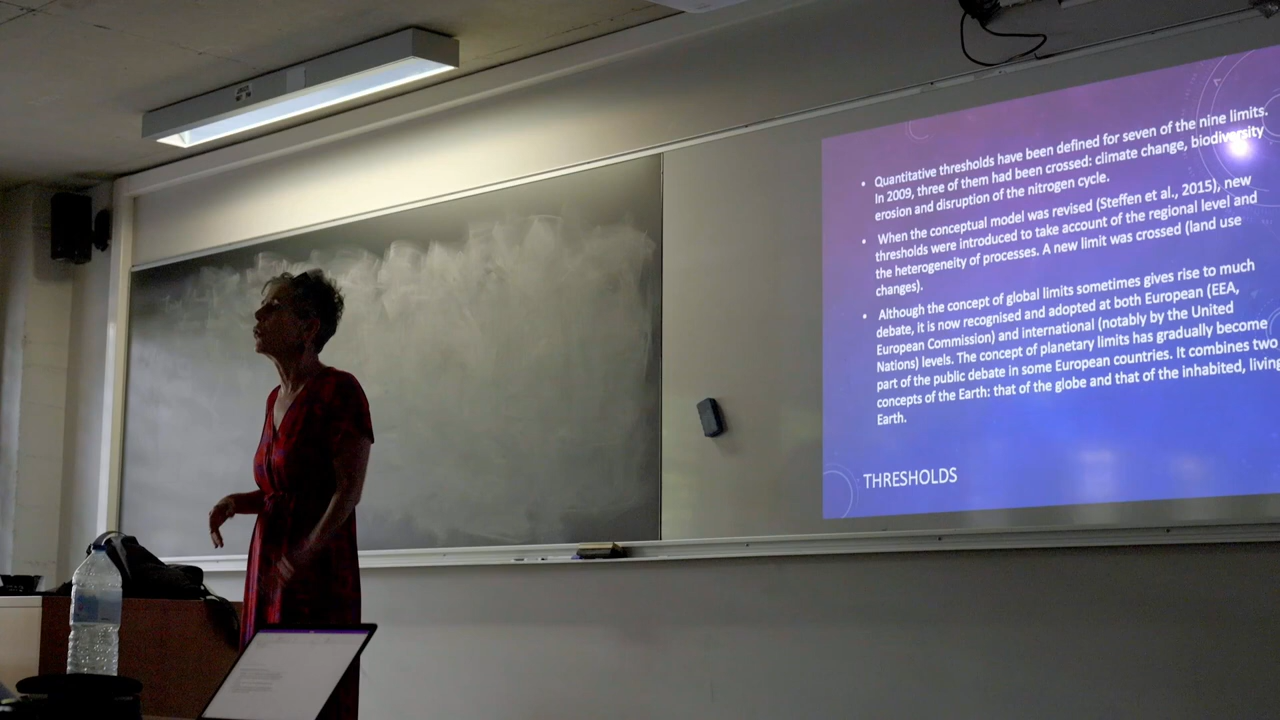 • Quantitative thresholds have been defined for seven of the nine limits.
In 2009, three of them had been crossed: climate change, biodiversity
erosion and disruption of the nitrogen cycle.
• When the conceptual model was revised (Steffen et al., 2015), new
thresholds were introduced to take account of the regional level and
the heterogeneity of processes. A new limit was crossed (land use
changes).
• Although the concept of global limits sometimes gives rise to much
debate, it is now recognised and adopted at both European (EEA,
European Commission) and international (notably by the United
Nations) levels. The concept of planetary limits has gradually become
part of the public debate in some European countries. It combines two
concepts of the Earth: that of the globe and that of the inhabited, living
Earth.
THRESHOLDS